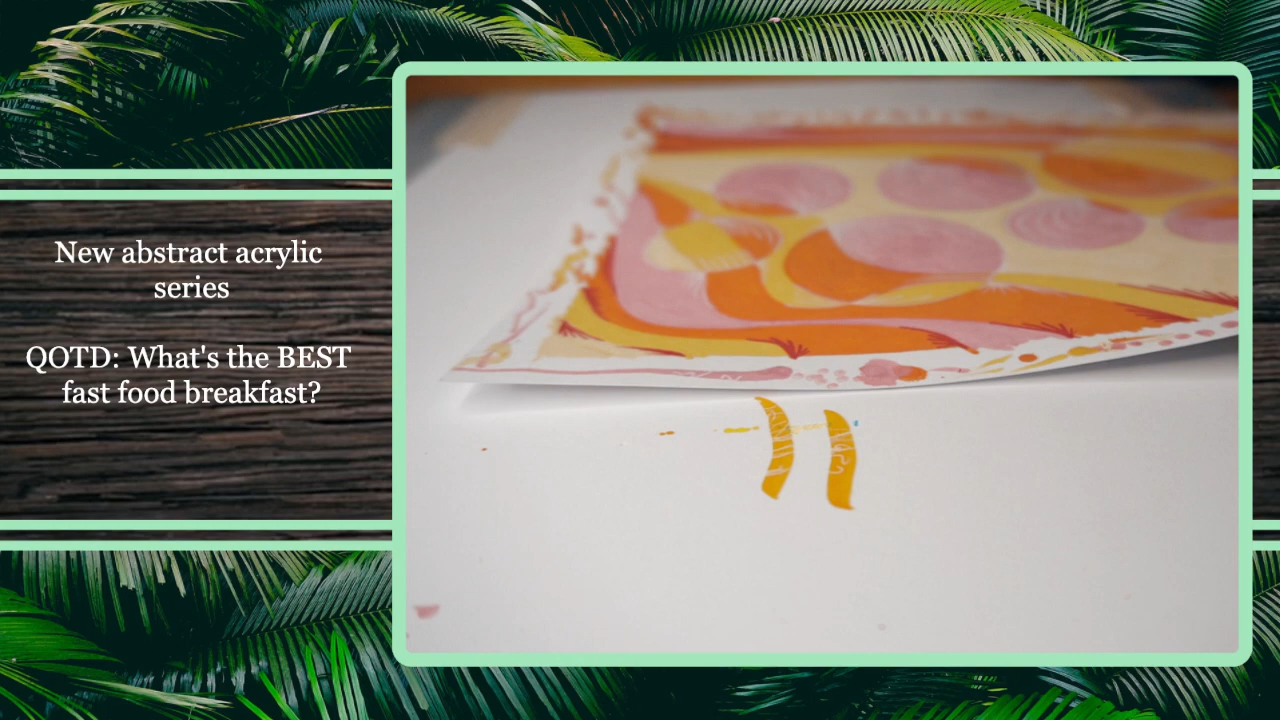 New abstract acrylic
series
QOTD: What's the BEST
fast food breakfast?